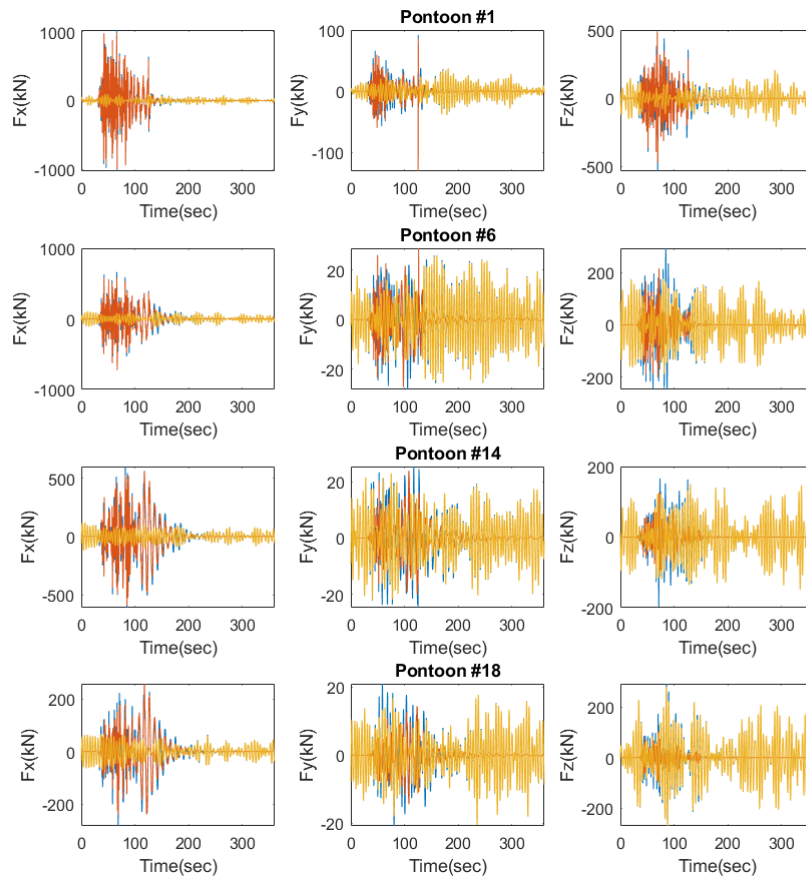 Pontoon #1
1000
0
-1000
Fx(kN)
0 100 200 300
Time(sec)
100
0
-100
Fy(kN)
0 100 200 300
Time(sec)
500
0
-500
Fz(kN)
0 100 200 300
Time(sec)
Pontoon #6
1000
0
-1000
Fx(kN)
0 100 200 300
Time(sec)
20
0
-20
Fy(kN)
0 100 200 300
Time(sec)
200
0
-200
Fz(kN)
0 100 200 300
Time(sec)
Pontoon #14
500
0
-500
Fx(kN)
0 100 200 300
Time(sec)
20
0
-20
Fy(kN)
0 100 200 300
Time(sec)
200
0
-200
Fz(kN)
0 100 200 300
Time(sec)
Pontoon #18
200
0
-200
Fx(kN)
0 100 200 300
Time(sec)
20
0
-20
Fy(kN)
0 100 200 300
Time(sec)
200
0
-200
Fz(kN)
0 100 200 300
Time(sec)